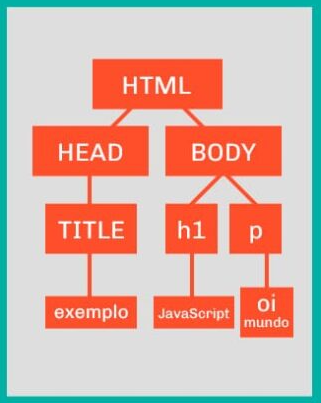 HTML
HEAD
BODY
TITLE
h1
p
exemplo
JavaScript
oi
mundo